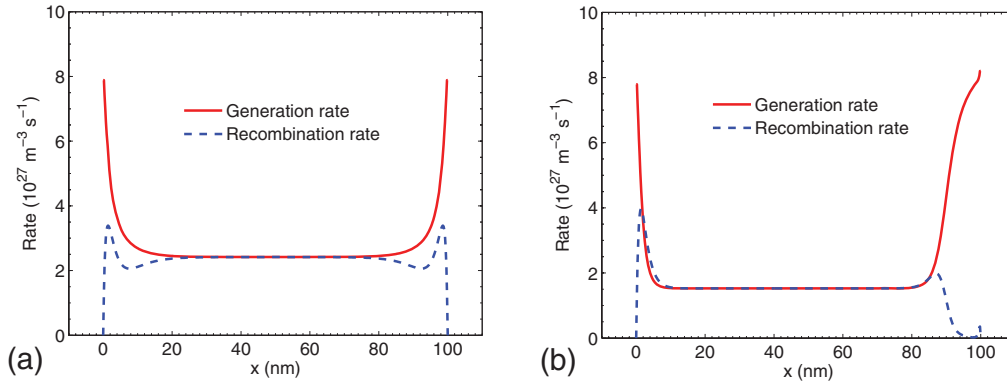 10
8
6
4
2
0
Rate (10²⁷ m⁻³ s⁻¹)
Generation rate
Recombination rate
0 20 40 60 80 100
x (nm)
(a)
10
8
6
4
2
0
Rate (10²⁷ m⁻³ s⁻¹)
Generation rate
Recombination rate
0 20 40 60 80 100
x (nm)
(b)